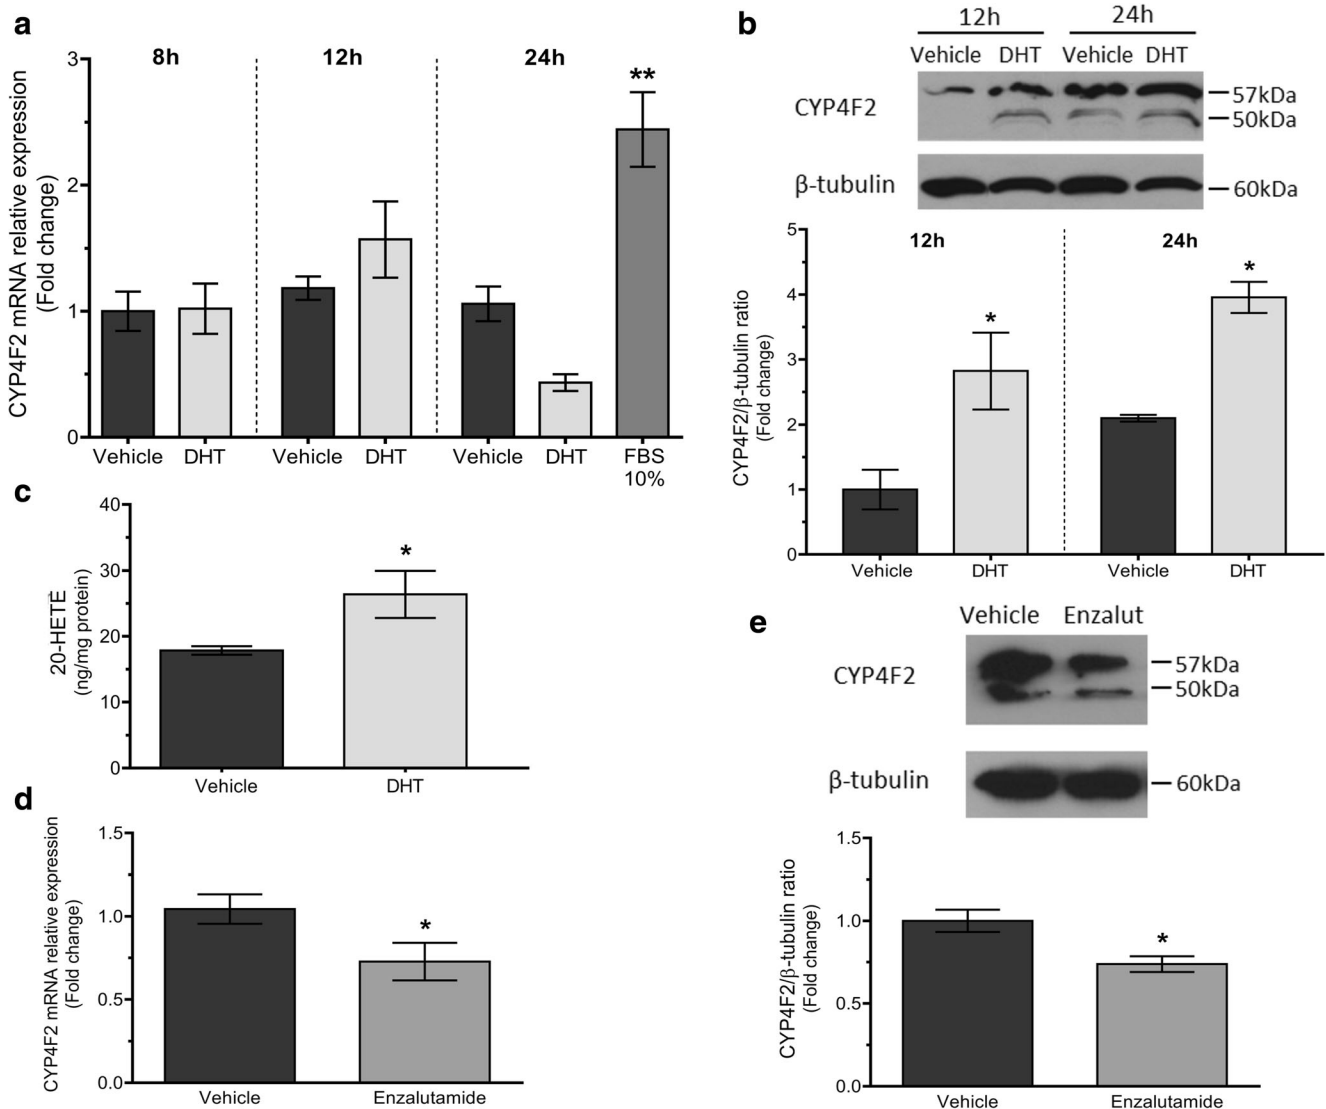 a
CYP4F2 mRNA relative expression
(Fold change)
3
2
1
0
8h
12h
24h
**
Vehicle DHT Vehicle DHT Vehicle DHT FBS
10%
b
12h 24h
Vehicle DHT Vehicle DHT
CYP4F2
57kDa
50kDa
β-tubulin
60kDa
CYP4F2/β-tubulin ratio
(Fold change)
5
4
3
2
1
0
12h
24h
*
*
Vehicle DHT Vehicle DHT
c
20-HETE
(ng/mg protein)
40
30
20
10
0
*
Vehicle DHT
d
CYP4F2 mRNA relative expression
(Fold change)
1.5
1.0
0.5
0.0
*
Vehicle Enzalutamide
e
Vehicle Enzalut
CYP4F2
57kDa
50kDa
β-tubulin
60kDa
CYP4F2/β-tubulin ratio
(Fold change)
1.5
1.0
0.5
0.0
*
Vehicle Enzalutamide